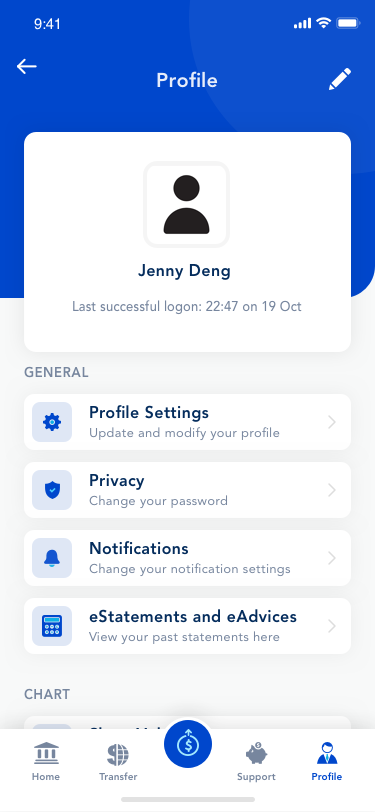 9:41
Profile
Jenny Deng
Last successful logon: 22:47 on 19 Oct
GENERAL
Profile Settings
Update and modify your profile
Privacy
Change your password
Notifications
Change your notification settings
eStatements and eAdvices
View your past statements here
CHART
$
Home
Transfer
Support
Profile